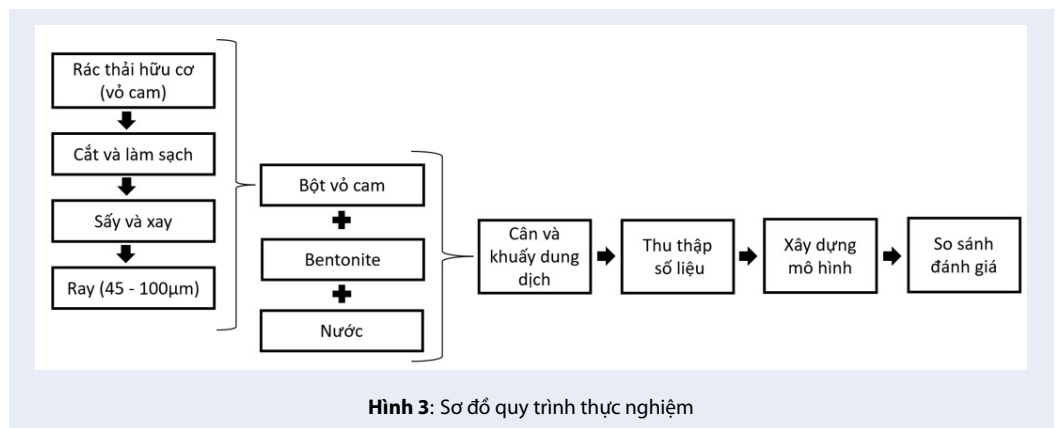 Rác thải hữu cơ
(vỏ cam)
Cắt và làm sạch
Sấy và xay
Ray (45 - 100µm)
Bột vỏ cam
Bentonite
Nước
Cân và
khuấy dung
dịch
Thu thập
số liệu
Xây dựng
mô hình
So sánh
đánh giá
Hình 3: Sơ đồ quy trình thực nghiệm